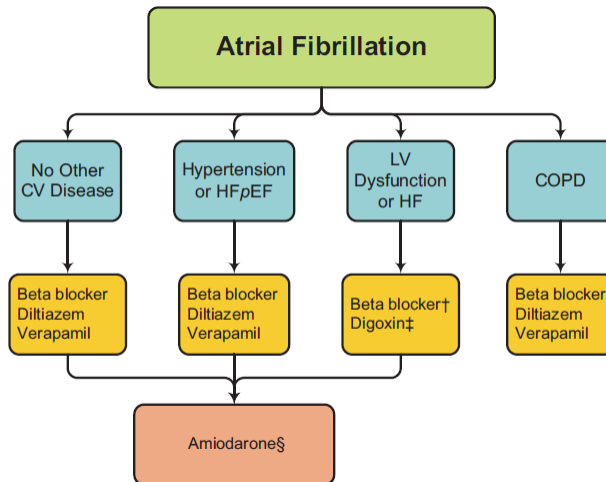 Atrial Fibrillation
No Other
CV Disease
Hypertension
or HFpEF
LV
Dysfunction
or HF
COPD
Beta blocker
Diltiazem
Verapamil
Beta blocker
Diltiazem
Verapamil
Beta blocker†
Digoxin‡
Beta blocker
Diltiazem
Verapamil
Amiodarone§